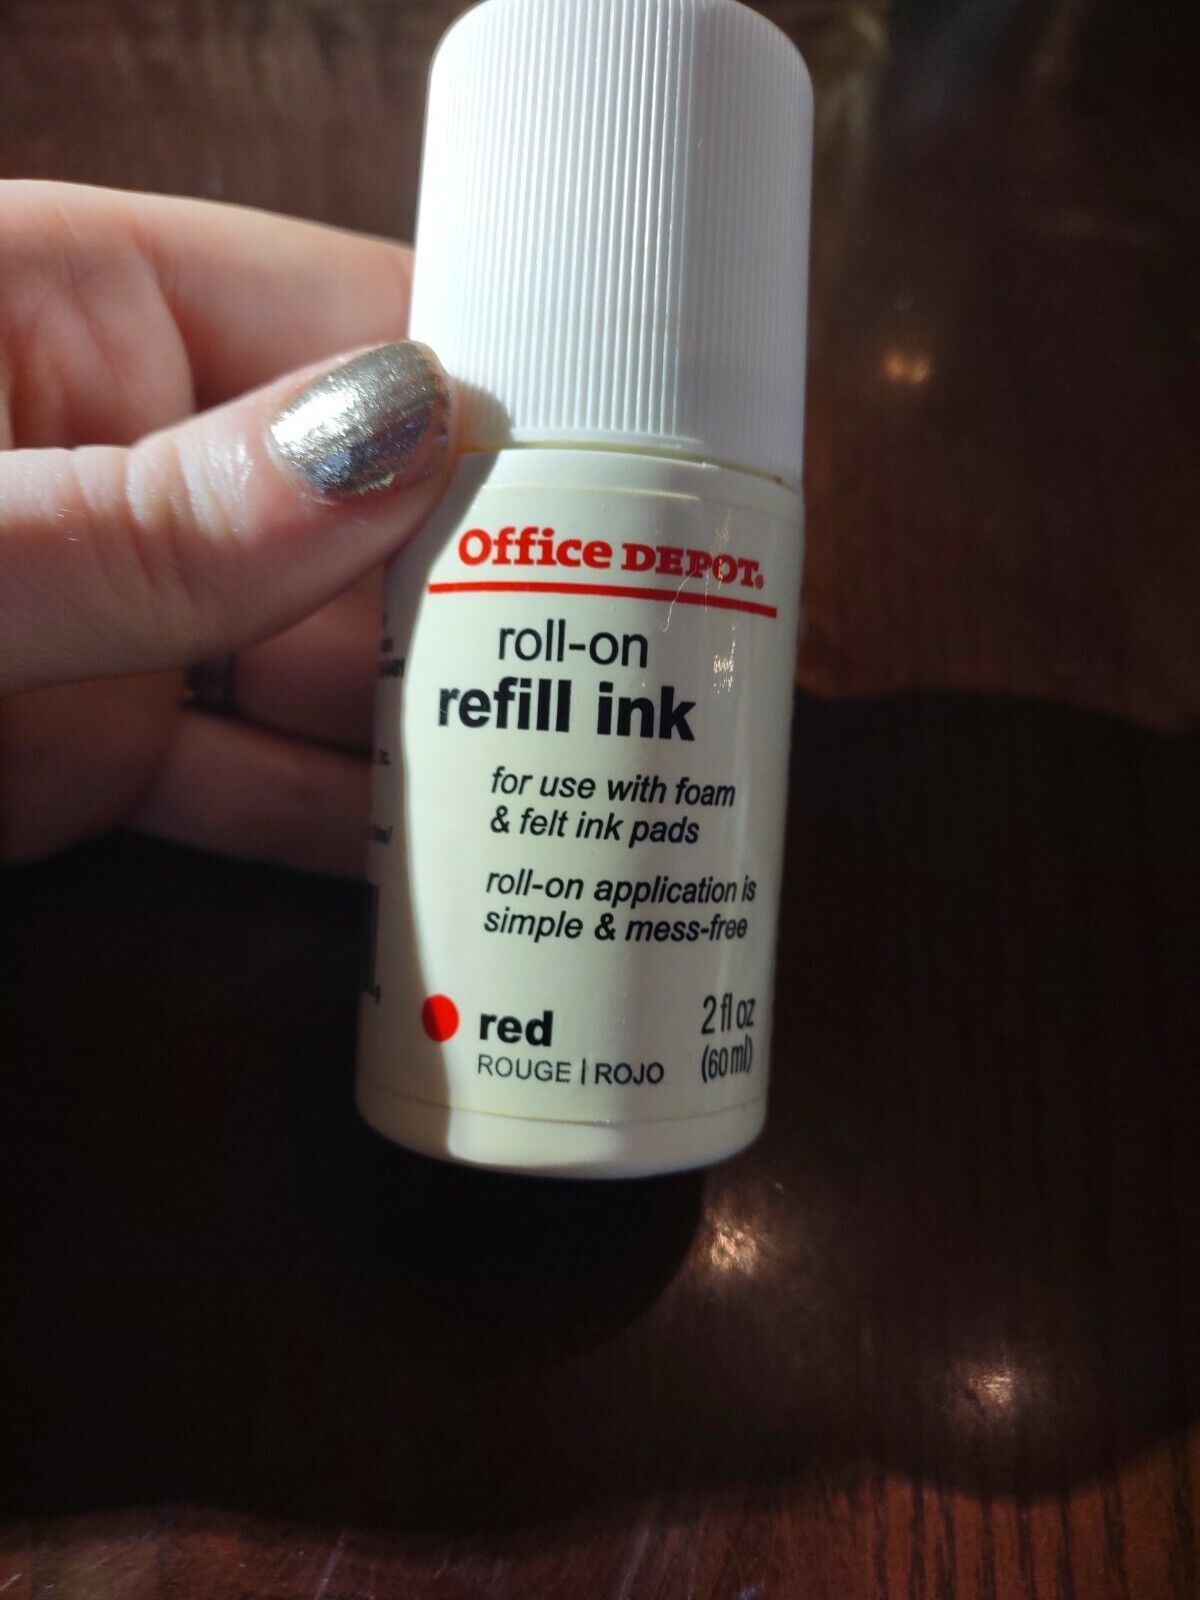 Office DEPOT®
roll-on
refill ink
for use with foam
& felt ink pads
roll-on application is
simple & mess-free
red
ROUGE | ROJO
2 fl oz
(60 ml)